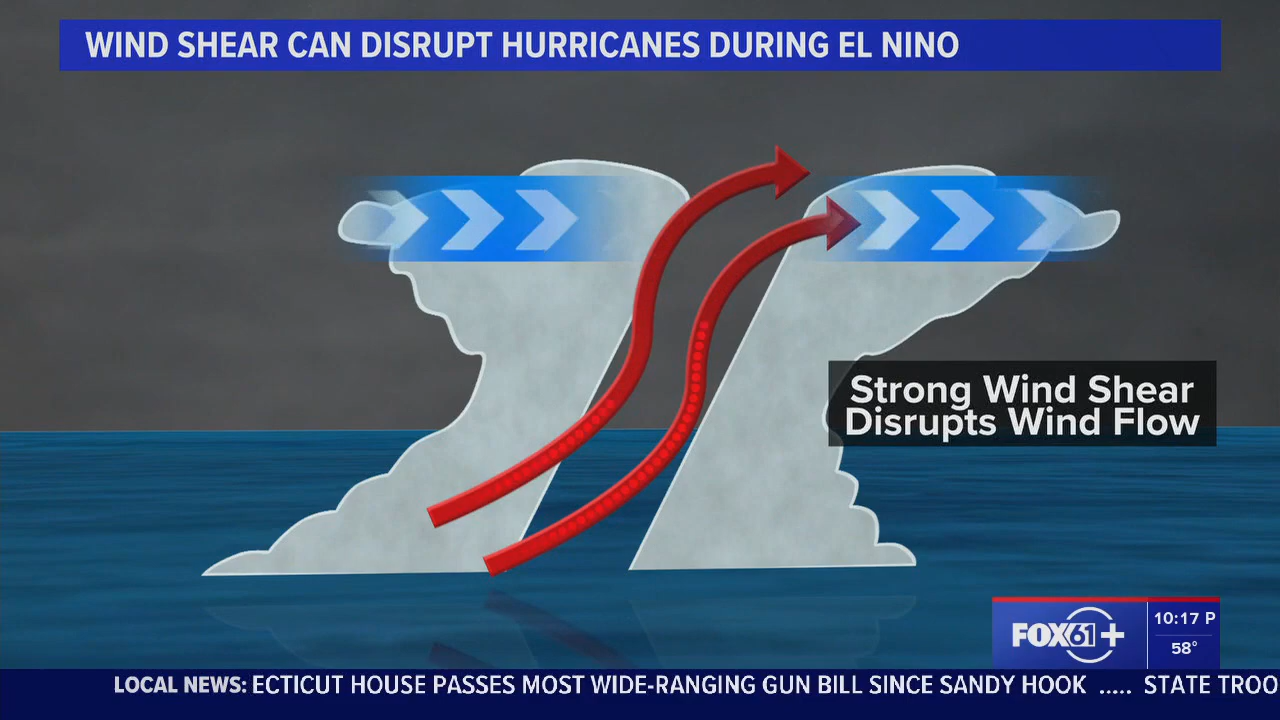 WIND SHEAR CAN DISRUPT HURRICANES DURING EL NINO
Strong Wind Shear
Disrupts Wind Flow
FOX61+
10:17 P
58°
LOCAL NEWS: ECTICUT HOUSE PASSES MOST WIDE-RANGING GUN BILL SINCE SANDY HOOK ..... STATE TROO